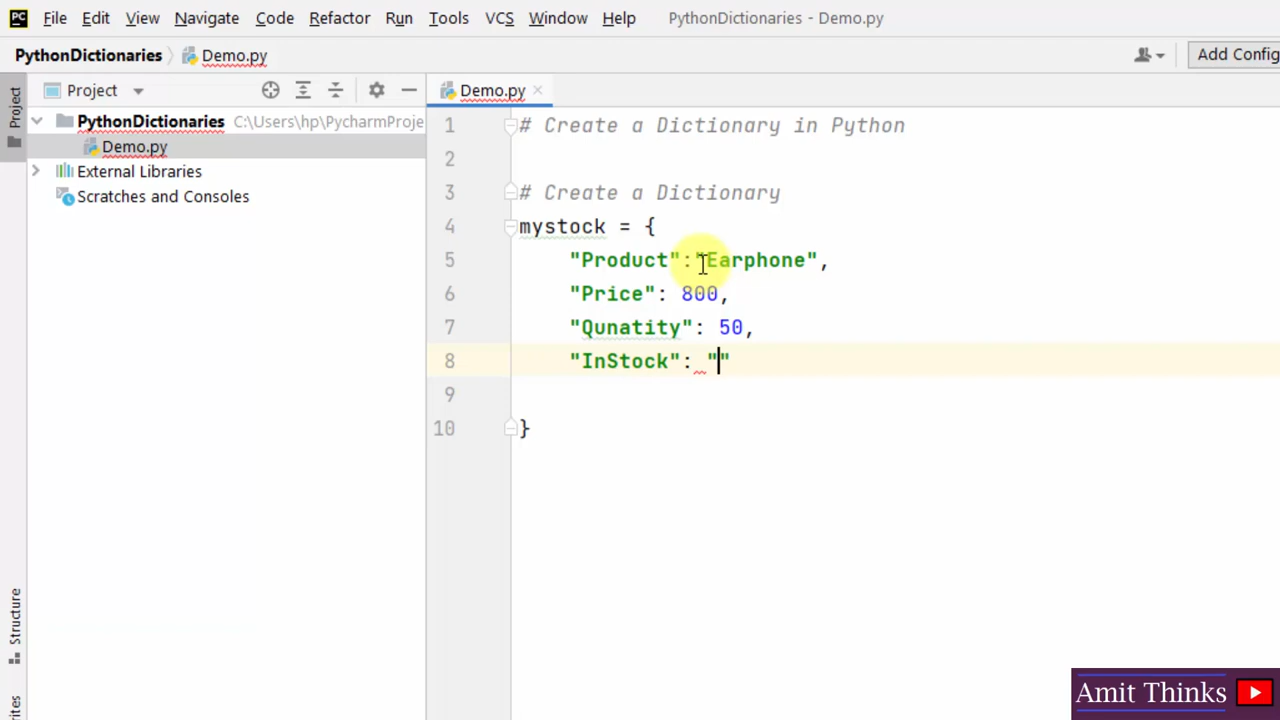 PC File Edit View Navigate Code Refactor Run Tools VCS Window Help PythonDictionaries - Demo.py
PythonDictionaries Demo.py Add Config
Project Demo.py
PythonDictionaries C:\Users\hp\PycharmProje
Demo.py
External Libraries
Scratches and Consoles
Project
Structure
1 # Create a Dictionary in Python
2
3 # Create a Dictionary
4 mystock = {
5 "Product":"Earphone",
6 "Price": 800,
7 "Qunatity": 50,
8 "InStock": ""
9
10 }
Amit Thinks